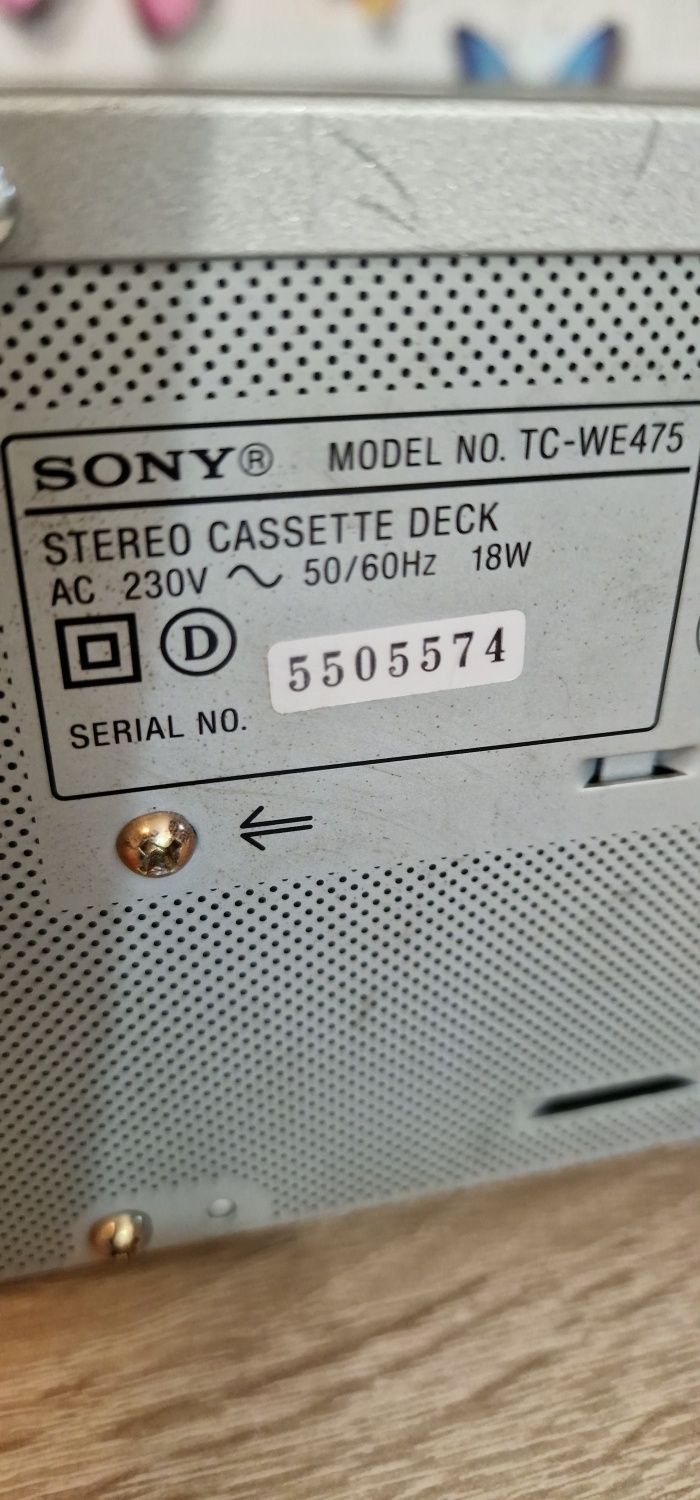 SONY® MODEL NO. TC-WE475
STEREO CASSETTE DECK
AC 230V ~ 50/60Hz 18W
D
5505574
SERIAL NO.